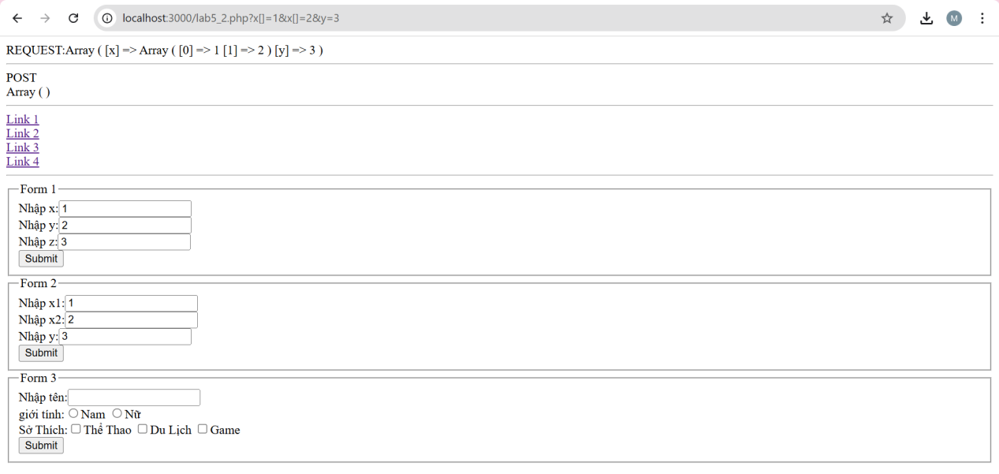 localhost:3000/lab5_2.php?x[]=1&x[]=2&y=3
M
REQUEST:Array ( [x] => Array ( [0] => 1 [1] => 2 ) [y] => 3 )
POST
Array ( )
Link 1
Link 2
Link 3
Link 4
Form 1
Nhập x: 1
Nhập y: 2
Nhập z: 3
Submit
Form 2
Nhập x1: 1
Nhập x2: 2
Nhập y: 3
Submit
Form 3
Nhập tên:
giới tính: Nam Nữ
Sở Thích: Thể Thao Du Lịch Game
Submit